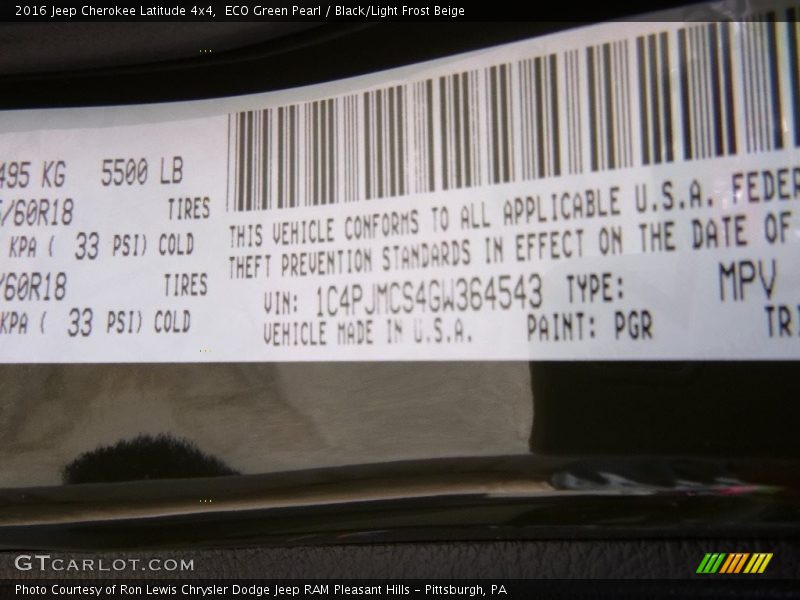 2016 Jeep Cherokee Latitude 4x4, ECO Green Pearl / Black/Light Frost Beige
495 KG 5500 LB
/60R18 TIRES
KPA ( 33 PSI) COLD
/60R18 TIRES
KPA ( 33 PSI) COLD
THIS VEHICLE CONFORMS TO ALL APPLICABLE U.S.A. FEDER
THEFT PREVENTION STANDARDS IN EFFECT ON THE DATE OF
VIN: 1C4PJMCS4GW364543 TYPE: MPV
VEHICLE MADE IN U.S.A. PAINT: PGR TRI
GTCARLOT.COM
Photo Courtesy of Ron Lewis Chrysler Dodge Jeep RAM Pleasant Hills - Pittsburgh, PA